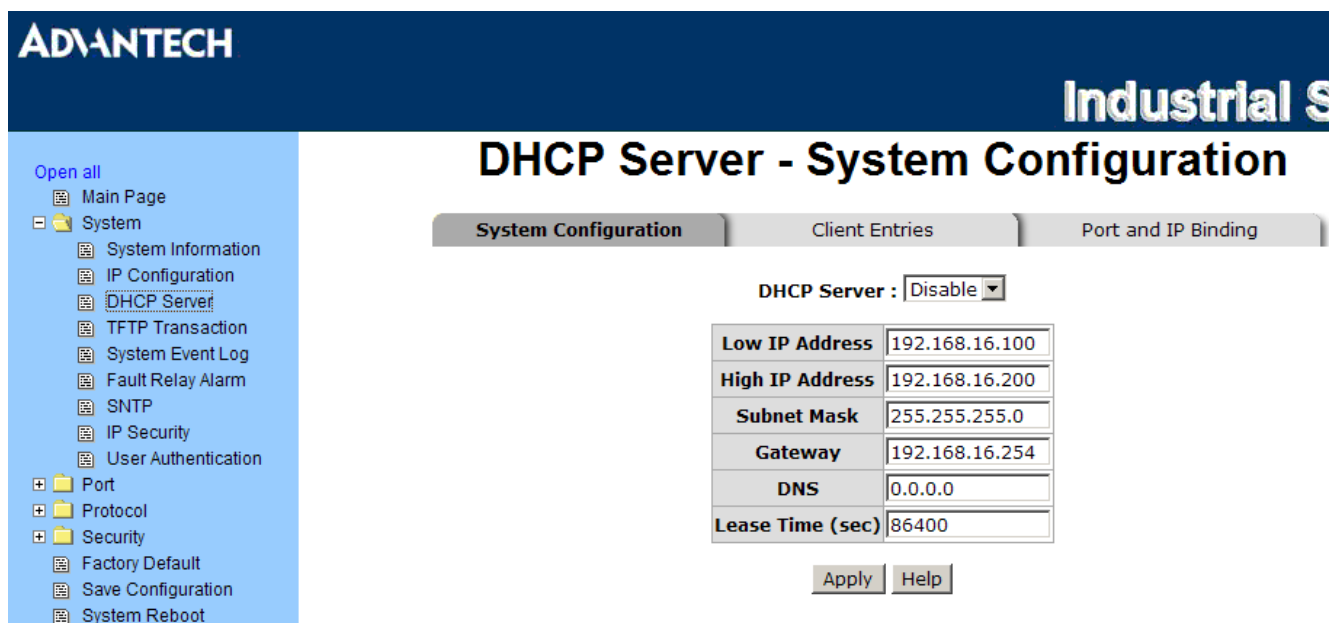 ADVANTECH
Industrial S
Open all
Main Page
System
System Information
IP Configuration
DHCP Server
TFTP Transaction
System Event Log
Fault Relay Alarm
SNTP
IP Security
User Authentication
Port
Protocol
Security
Factory Default
Save Configuration
System Reboot
DHCP Server - System Configuration
System Configuration Client Entries Port and IP Binding
DHCP Server : Disable
Low IP Address 192.168.16.100
High IP Address 192.168.16.200
Subnet Mask 255.255.255.0
Gateway 192.168.16.254
DNS 0.0.0.0
Lease Time (sec) 86400
Apply Help